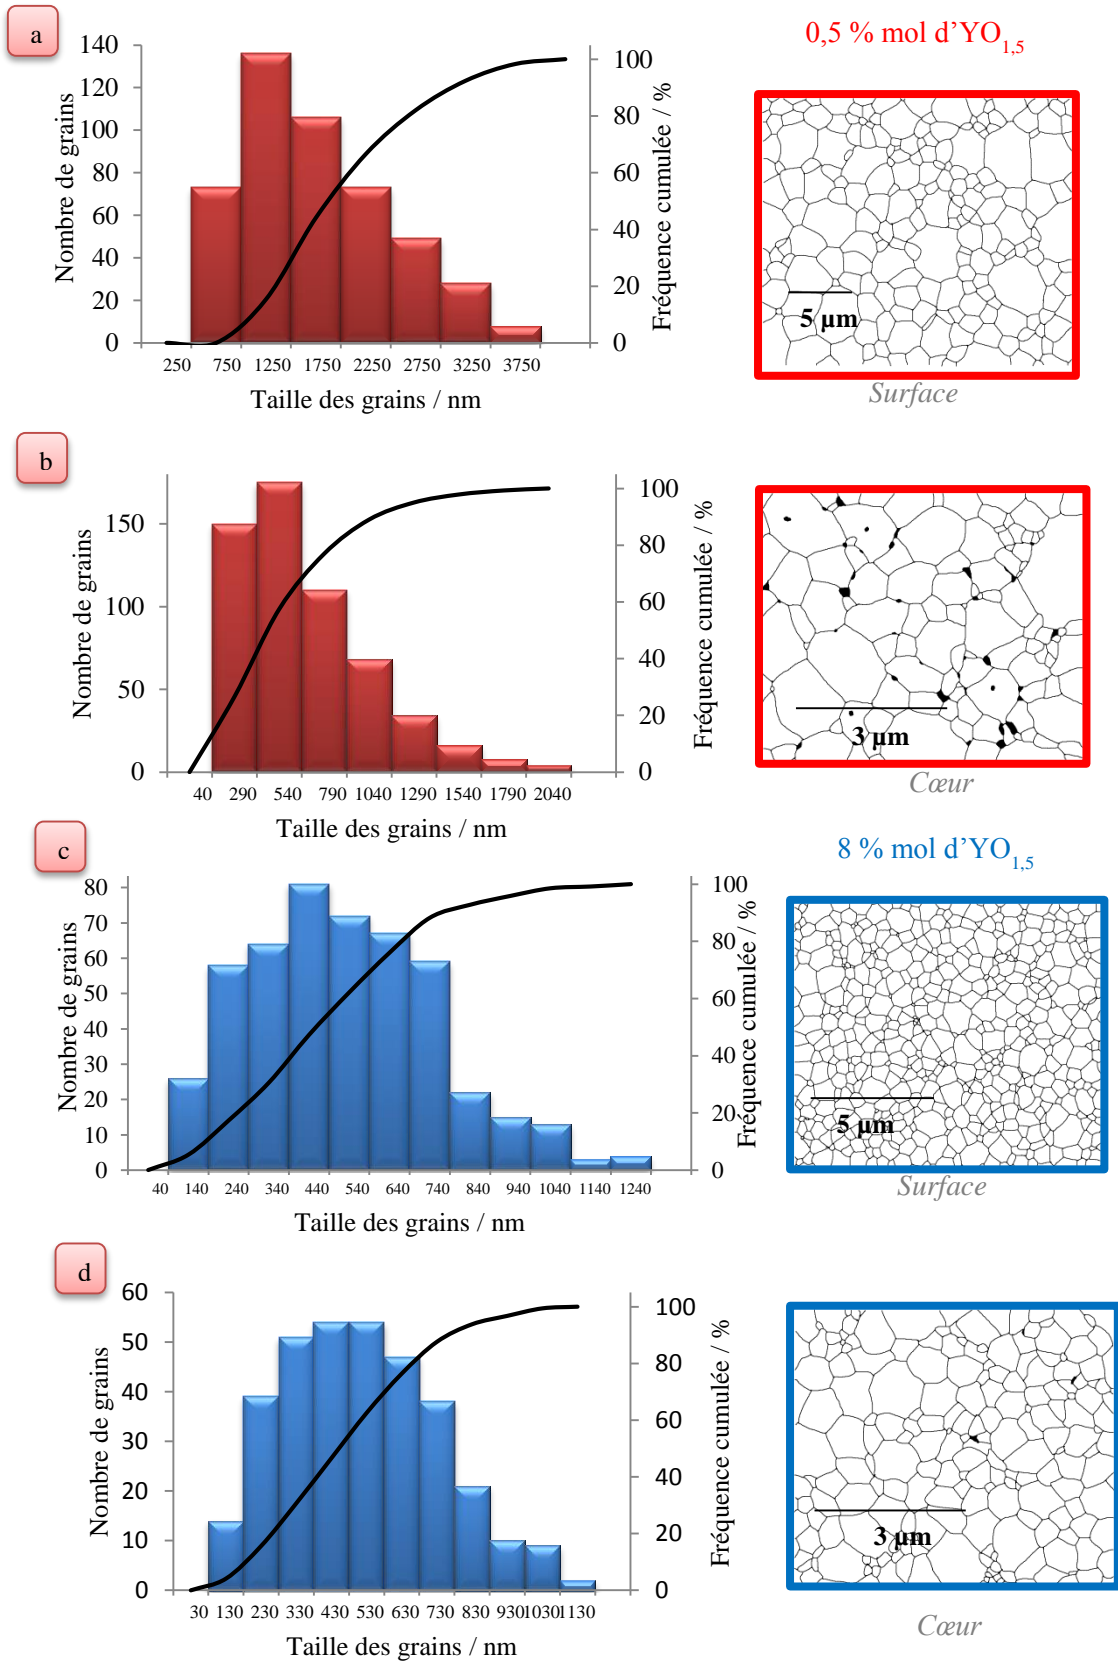 a
0,5 % mol d’YO1,5
140
120
100
80
60
40
20
0
Nombre de grains
100
80
60
40
20
0
Fréquence cumulée / %
250 750 1250 1750 2250 2750 3250 3750
Taille des grains / nm
5 µm
Surface
b
150
100
50
0
Nombre de grains
100
80
60
40
20
0
Fréquence cumulée / %
40 290 540 790 1040 1290 1540 1790 2040
Taille des grains / nm
3 µm
Cœur
c
8 % mol d’YO1,5
80
70
60
50
40
30
20
10
0
Nombre de grains
100
80
60
40
20
0
Fréquence cumulée / %
40 140 240 340 440 540 640 740 840 940 1040 1140 1240
Taille des grains / nm
5 µm
Surface
d
60
50
40
30
20
10
0
Nombre de grains
100
80
60
40
20
0
Fréquence cumulée / %
30 130 230 330 430 530 630 730 830 930 1030 1130
Taille des grains / nm
3 µm
Cœur